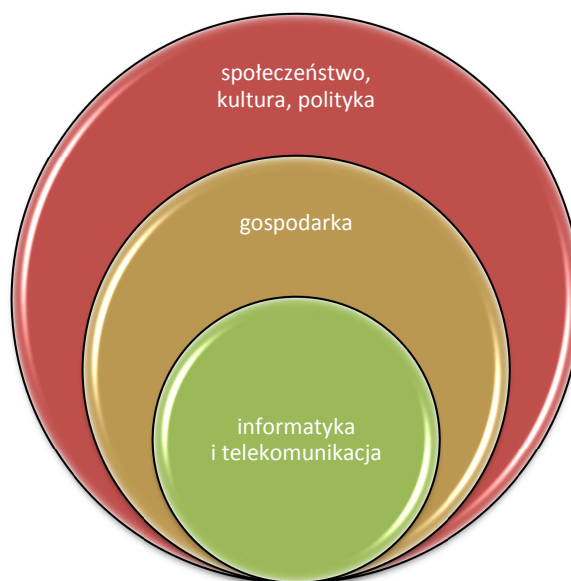 społeczeństwo,
kultura, polityka
gospodarka
informatyka
i telekomunikacja